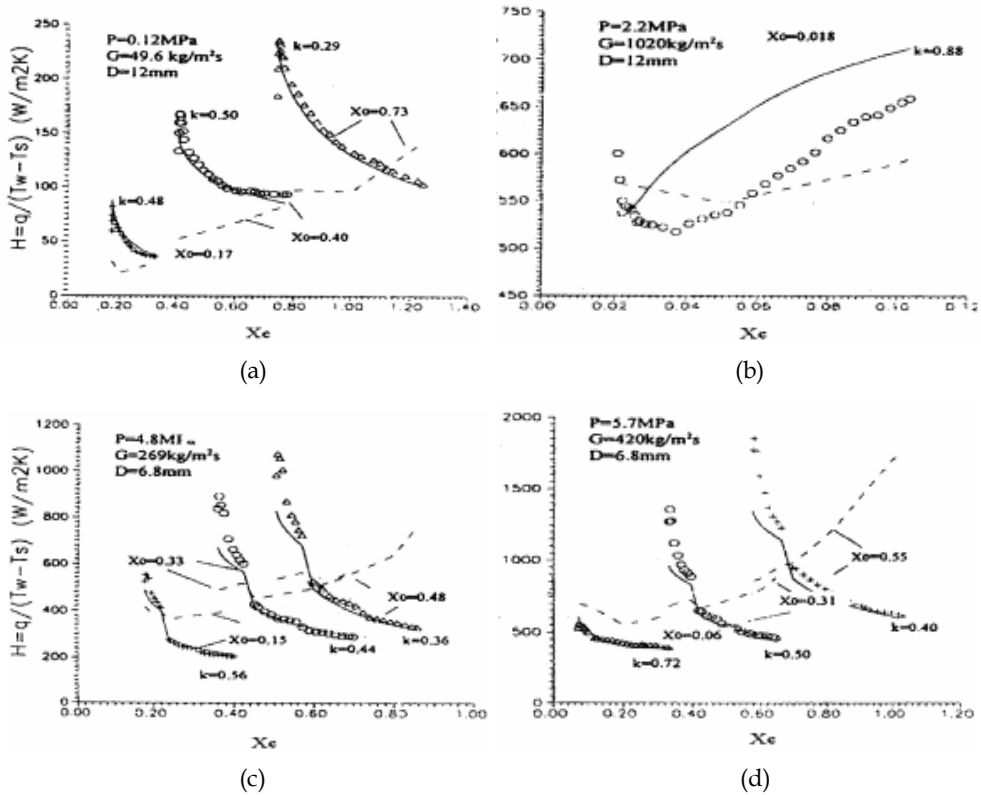 250
200
150
100
50
0
H=q/(Tw−Ts) (W/m2K)
P=0.12MPa
G=49.6 kg/m²s
D=12mm
k=0.29
k=0.50
Xo=0.73
k=0.48
Xo=0.40
Xo=0.17
0.00 0.20 0.40 0.60 0.80 1.00 1.20 1.40
Xe
(a)
750
700
650
600
550
500
450
P=2.2MPa
G=1020kg/m²s
D=12mm
Xo=0.018
k=0.88
0.00 0.02 0.04 0.06 0.08 0.10 0.12
Xe
(b)
1200
1000
800
600
400
200
0
H=q/(Tw−Ts) (W/m2K)
G=269kg/m²s
D=6.8mm
Xo=0.33
Xo=0.48
Xo=0.15
k=0.36
k=0.44
k=0.56
0.00 0.20 0.40 0.60 0.80 1.00
Xe
(c)
2000
1500
1000
500
0
P=5.7MPa
G=420kg/m²s
D=6.8mm
Xo=0.55
Xo=0.31
Xo=0.06
k=0.40
k=0.50
k=0.72
0.00 0.20 0.40 0.60 0.80 1.00 1.20
Xe
(d)